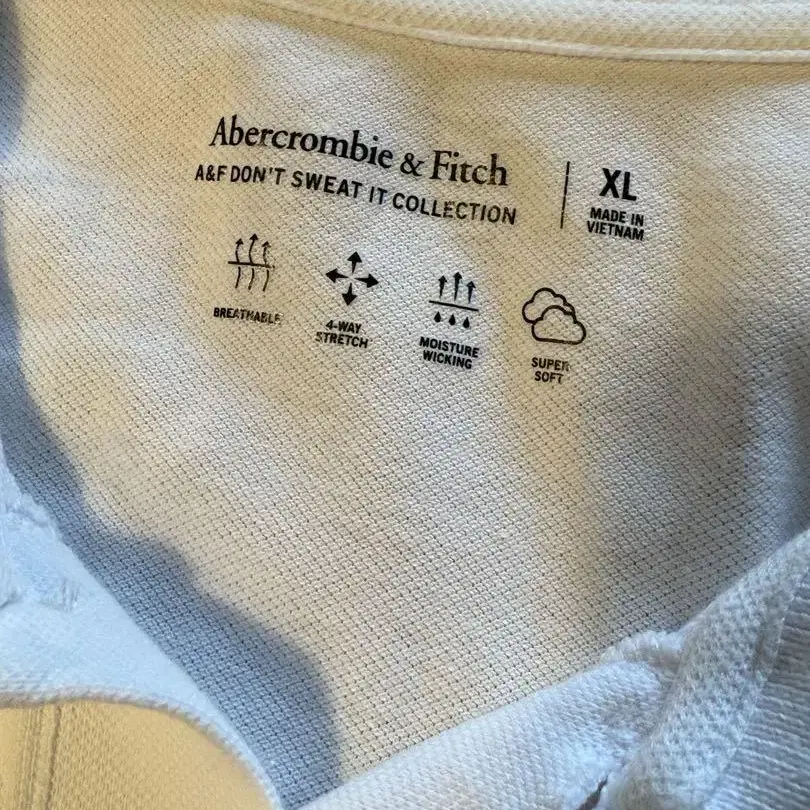 Abercrombie & Fitch
A&F DON'T SWEAT IT COLLECTION
XL
MADE IN
VIETNAM
BREATHABLE
4-WAY
STRETCH
MOISTURE
WICKING
SUPER
SOFT